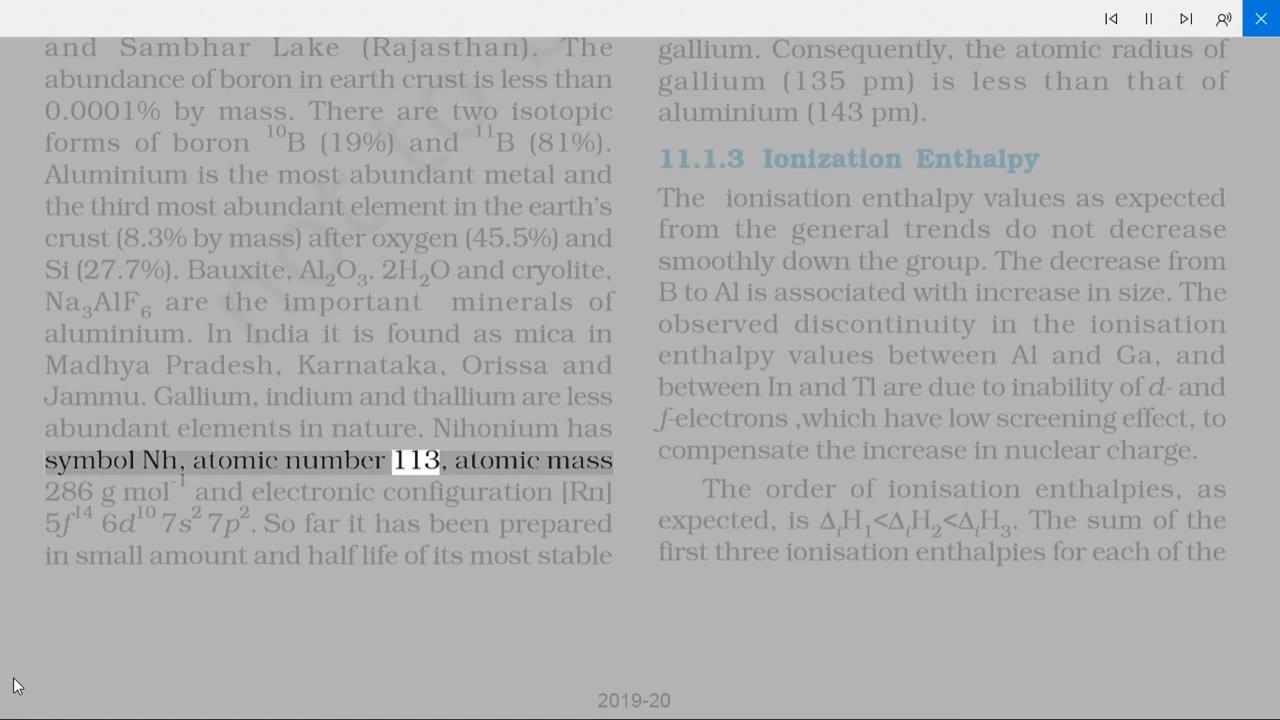 and Sambhar Lake (Rajasthan). The
abundance of boron in earth crust is less than
0.0001% by mass. There are two isotopic
forms of boron ¹⁰B (19%) and ¹¹B (81%).
Aluminium is the most abundant metal and
the third most abundant element in the earth's
crust (8.3% by mass) after oxygen (45.5%) and
Si (27.7%). Bauxite, Al₂O₃. 2H₂O and cryolite,
Na₃AlF₆ are the important minerals of
aluminium. In India it is found as mica in
Madhya Pradesh, Karnataka, Orissa and
Jammu. Gallium, indium and thallium are less
abundant elements in nature. Nihonium has
symbol Nh, atomic number 113, atomic mass
286 g mol⁻¹ and electronic configuration [Rn]
5f¹⁴ 6d¹⁰ 7s² 7p². So far it has been prepared
in small amount and half life of its most stable
gallium. Consequently, the atomic radius of
gallium (135 pm) is less than that of
aluminium (143 pm).
11.1.3 Ionization Enthalpy
The ionisation enthalpy values as expected
from the general trends do not decrease
smoothly down the group. The decrease from
B to Al is associated with increase in size. The
observed discontinuity in the ionisation
enthalpy values between Al and Ga, and
between In and Tl are due to inability of d- and
f-electrons ,which have low screening effect, to
compensate the increase in nuclear charge.
The order of ionisation enthalpies, as
expected, is ΔᵢH₁<ΔᵢH₂<ΔᵢH₃. The sum of the
first three ionisation enthalpies for each of the
2019-20